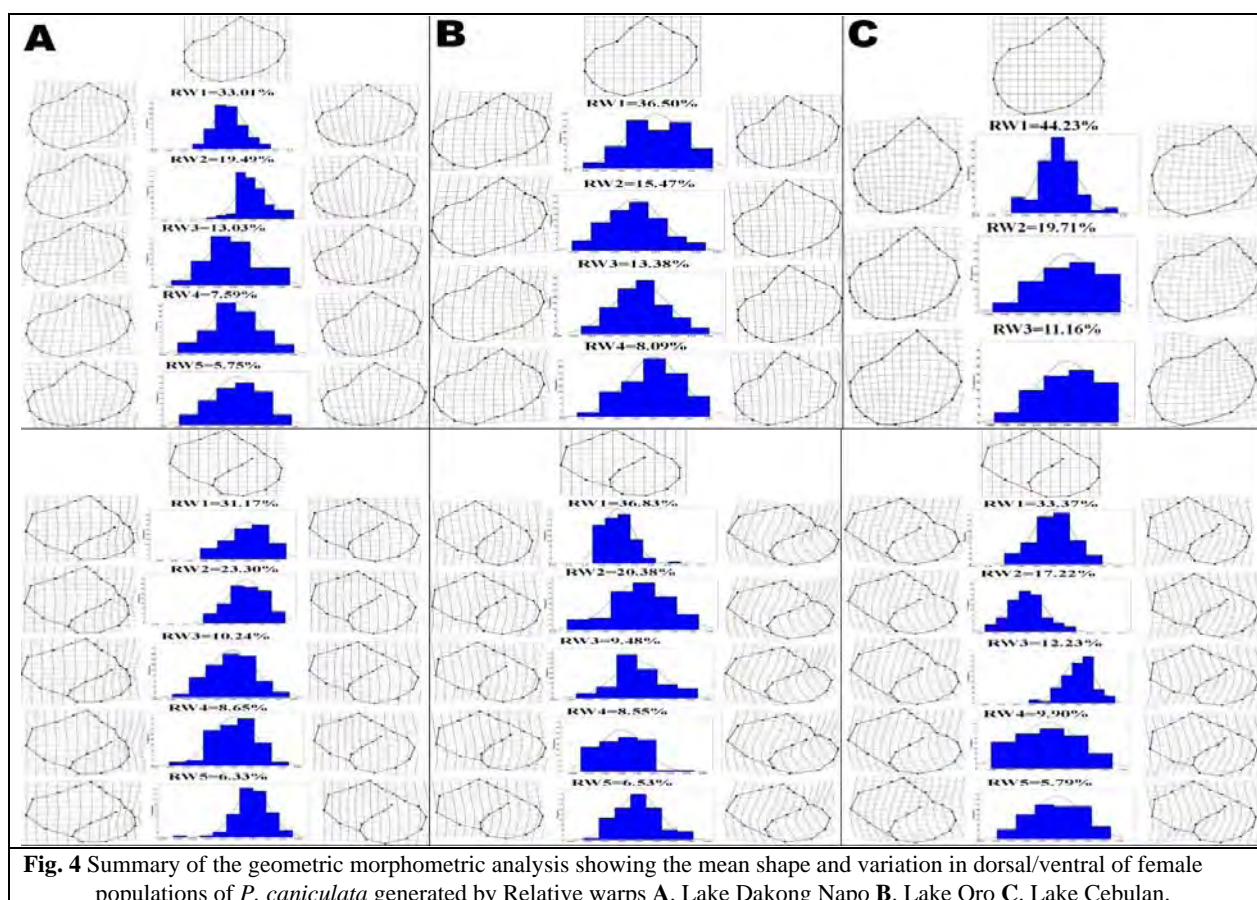 A
RW1=33.01%
RW2=19.49%
RW3=13.03%
RW4=7.59%
RW5=5.75%
B
RW1=36.50%
RW2=15.47%
RW3=13.38%
RW4=8.09%
C
RW1=44.23%
RW2=19.71%
RW3=11.16%
RW1=31.17%
RW2=23.30%
RW3=10.24%
RW4=8.65%
RW5=6.33%
RW1=36.83%
RW2=20.38%
RW3=9.48%
RW4=8.55%
RW5=6.53%
RW1=33.37%
RW2=17.22%
RW3=12.23%
RW4=9.90%
RW5=5.79%
Fig. 4 Summary of the geometric morphometric analysis showing the mean shape and variation in dorsal/ventral of female
populations of P. caniculata generated by Relative warps A. Lake Dakong Napo B. Lake Oro C. Lake Cebulan.